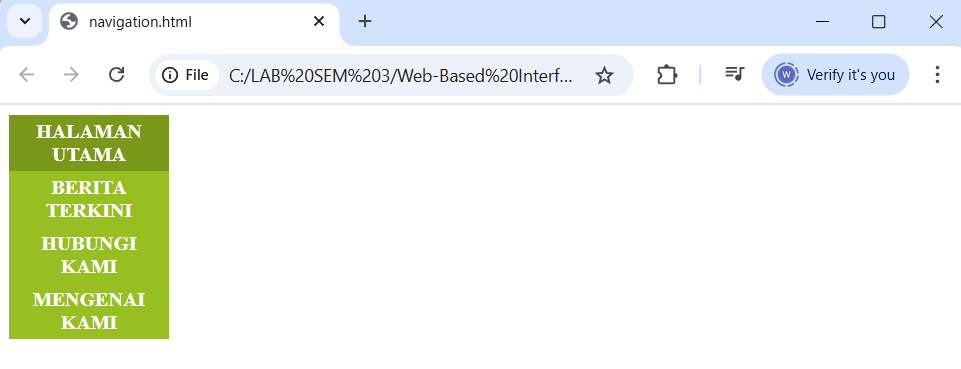 navigation.html
File
C:/LAB%20SEM%203/Web-Based%20Interf...
W
Verify it's you
HALAMAN
UTAMA
BERITA
TERKINI
HUBUNGI
KAMI
MENGENAI
KAMI